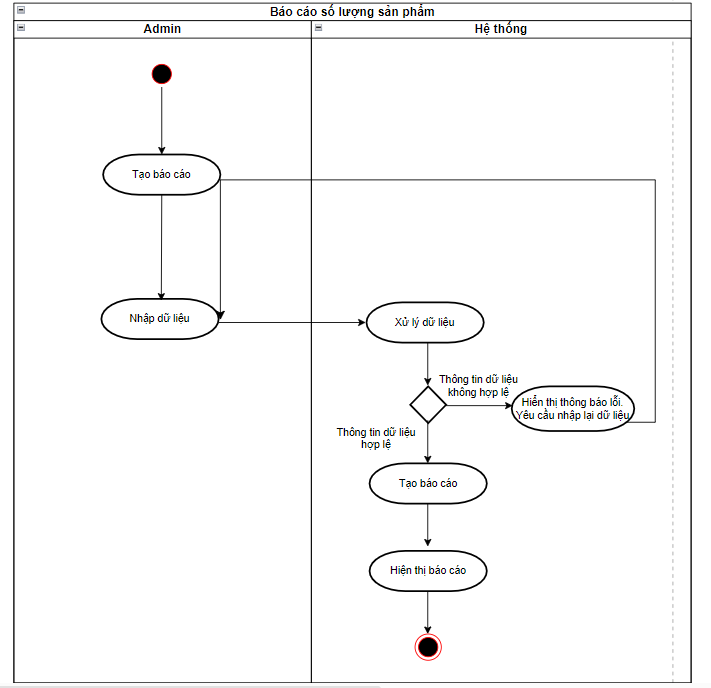 Báo cáo số lượng sản phẩm
Admin
Hệ thống
Tạo báo cáo
Nhập dữ liệu
Xử lý dữ liệu
Thông tin dữ liệu
không hợp lệ
Hiển thị thông báo lỗi.
Yêu cầu nhập lại dữ liệu
Thông tin dữ liệu
hợp lệ
Tạo báo cáo
Hiện thị báo cáo